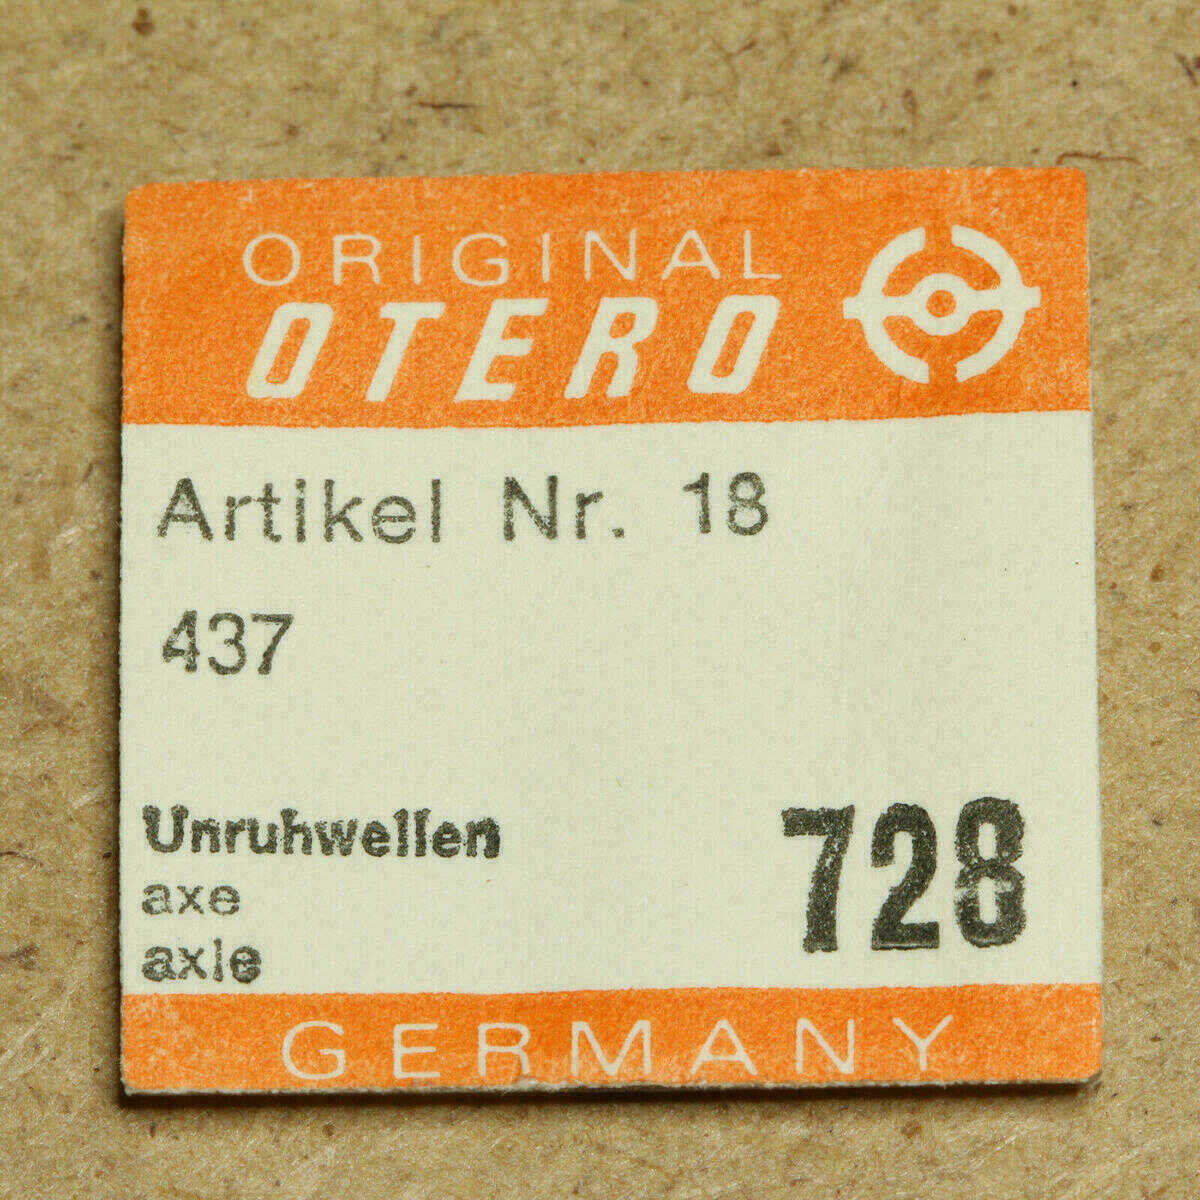 ORIGINAL
OTERO
Artikel Nr. 18
437
Unruhwellen
axe
axle
728
GERMANY